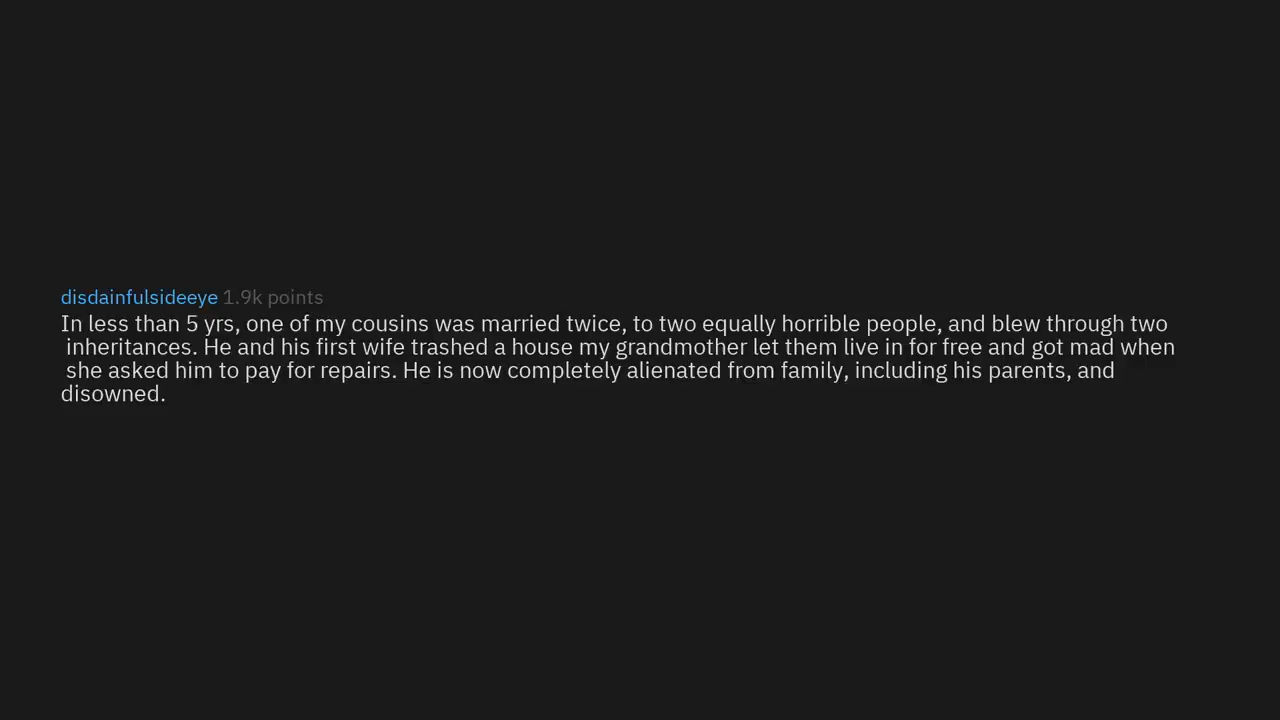 disdainfulsideeye 1.9k points
In less than 5 yrs, one of my cousins was married twice, to two equally horrible people, and blew through two
inheritances. He and his first wife trashed a house my grandmother let them live in for free and got mad when
she asked him to pay for repairs. He is now completely alienated from family, including his parents, and
disowned.